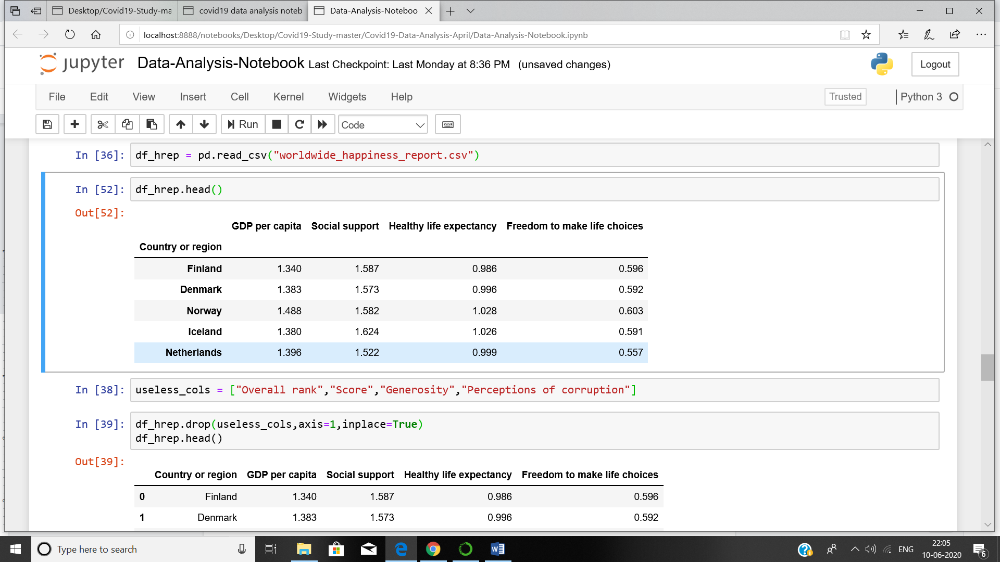 Desktop/Covid19-Study-ma
covid19 data analysis noteb
Data-Analysis-Noteboo
localhost:8888/notebooks/Desktop/Covid19-Study-master/Covid19-Data-Analysis-April/Data-Analysis-Notebook.ipynb
jupyter Data-Analysis-Notebook Last Checkpoint: Last Monday at 8:36 PM (unsaved changes)
Logout
File Edit View Insert Cell Kernel Widgets Help
Trusted
Python 3
Run
Code
In [36]: df_hrep = pd.read_csv("worldwide_happiness_report.csv")
In [52]: df_hrep.head()
Out[52]:
GDP per capita Social support Healthy life expectancy Freedom to make life choices
Country or region
Finland 1.340 1.587 0.986 0.596
Denmark 1.383 1.573 0.996 0.592
Norway 1.488 1.582 1.028 0.603
Iceland 1.380 1.624 1.026 0.591
Netherlands 1.396 1.522 0.999 0.557
In [38]: useless_cols = ["Overall rank","Score","Generosity","Perceptions of corruption"]
In [39]: df_hrep.drop(useless_cols,axis=1,inplace=True)
df_hrep.head()
Out[39]:
Country or region GDP per capita Social support Healthy life expectancy Freedom to make life choices
0 Finland 1.340 1.587 0.986 0.596
1 Denmark 1.383 1.573 0.996 0.592
Type here to search
ENG
22:05
10-06-2020
6